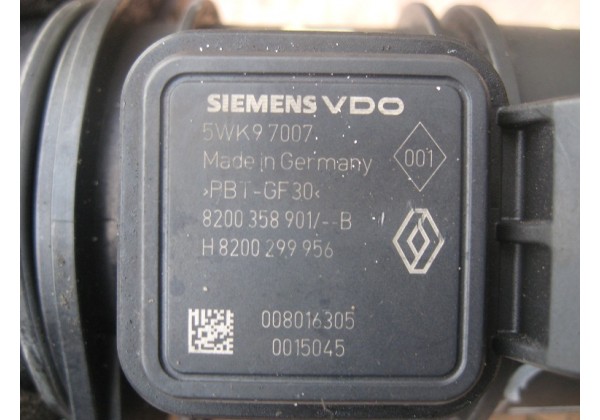 SIEMENS VDO
5WK9 7007
Made in Germany
001
>PBT-GF30<
8200 358 901/--B
H 8200 299 956
008016305
0015045